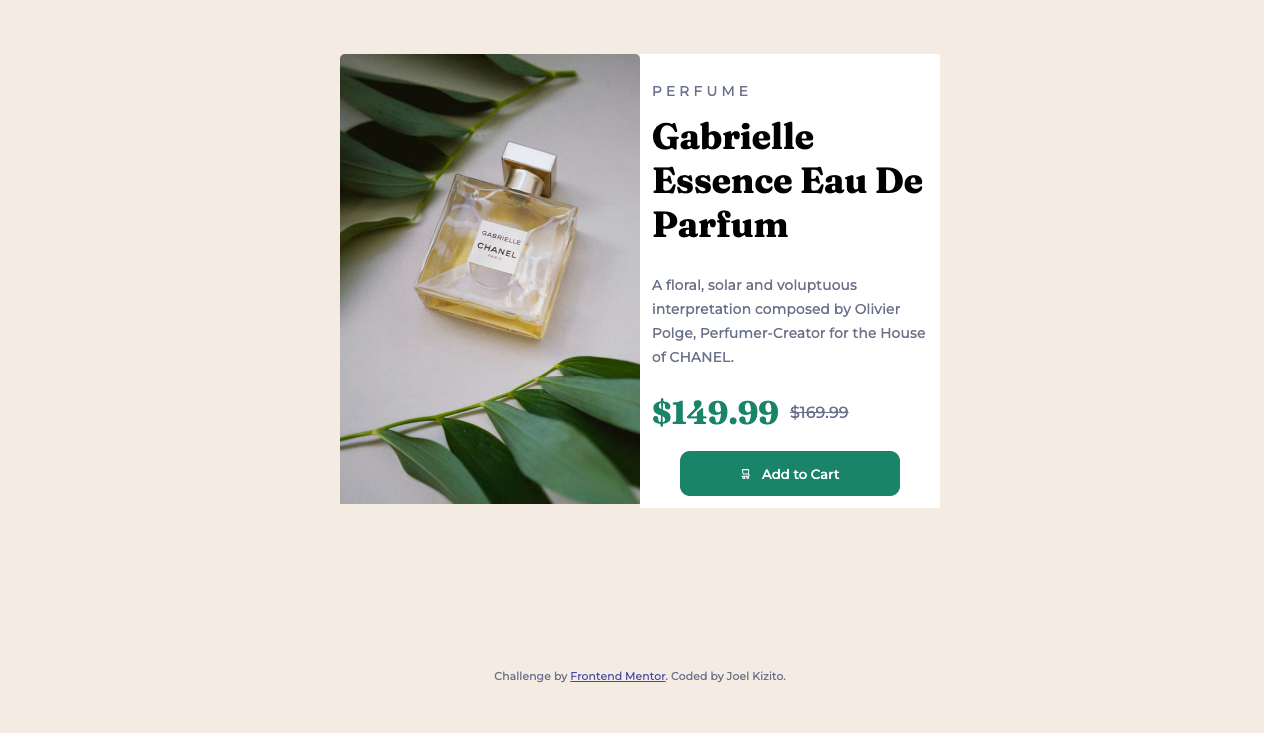 GABRIELLE
CHANEL
PARIS
PERFUME
Gabrielle
Essence Eau De
Parfum
A floral, solar and voluptuous
interpretation composed by Olivier
Polge, Perfumer-Creator for the House
of CHANEL.
$149.99 $169.99
Add to Cart
Challenge by Frontend Mentor. Coded by Joel Kizito.